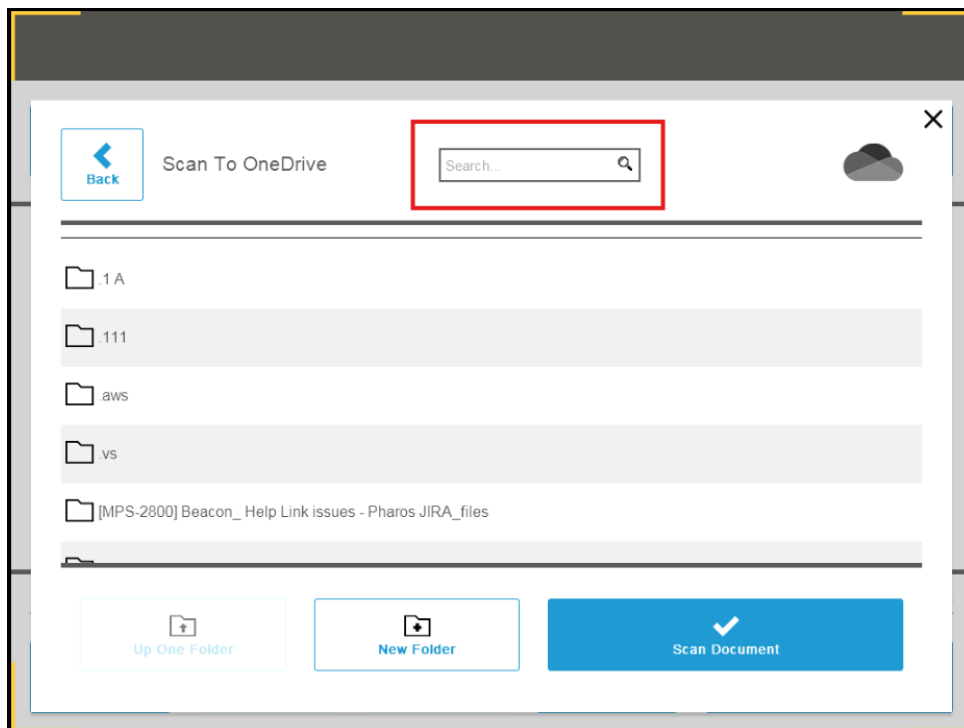 Back
Scan To OneDrive
Search...
.1 A
.111
.aws
.vs
[MPS-2800] Beacon_ Help Link issues - Pharos JIRA_files
Up One Folder
New Folder
Scan Document